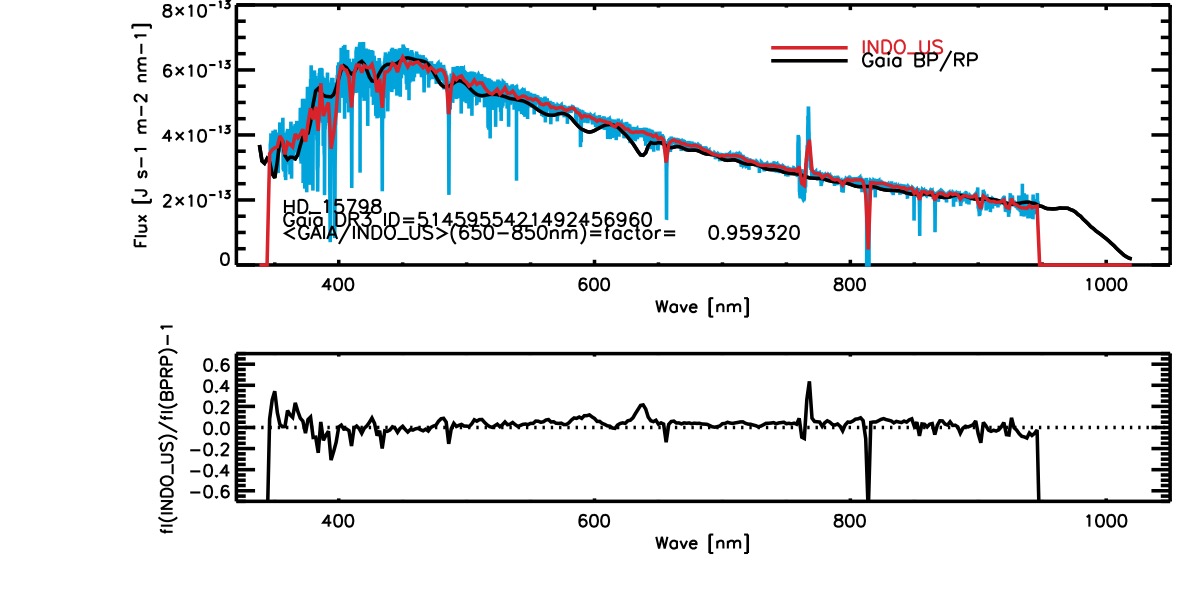 8×10−13
6×10−13
4×10−13
2×10−13
0
Flux [J s−1 m−2 nm−1]
INDO_US
Gaia BP/RP
HD_15798
Gaia DR3 ID=5145955421492456960
<GAIA/INDO_US>(650−850nm)=factor= 0.959320
400 600 800 1000
Wave [nm]
fl(INDO_US)/fl(BPRP)−1
0.6
0.4
0.2
0.0
−0.2
−0.4
−0.6
400 600 800 1000
Wave [nm]